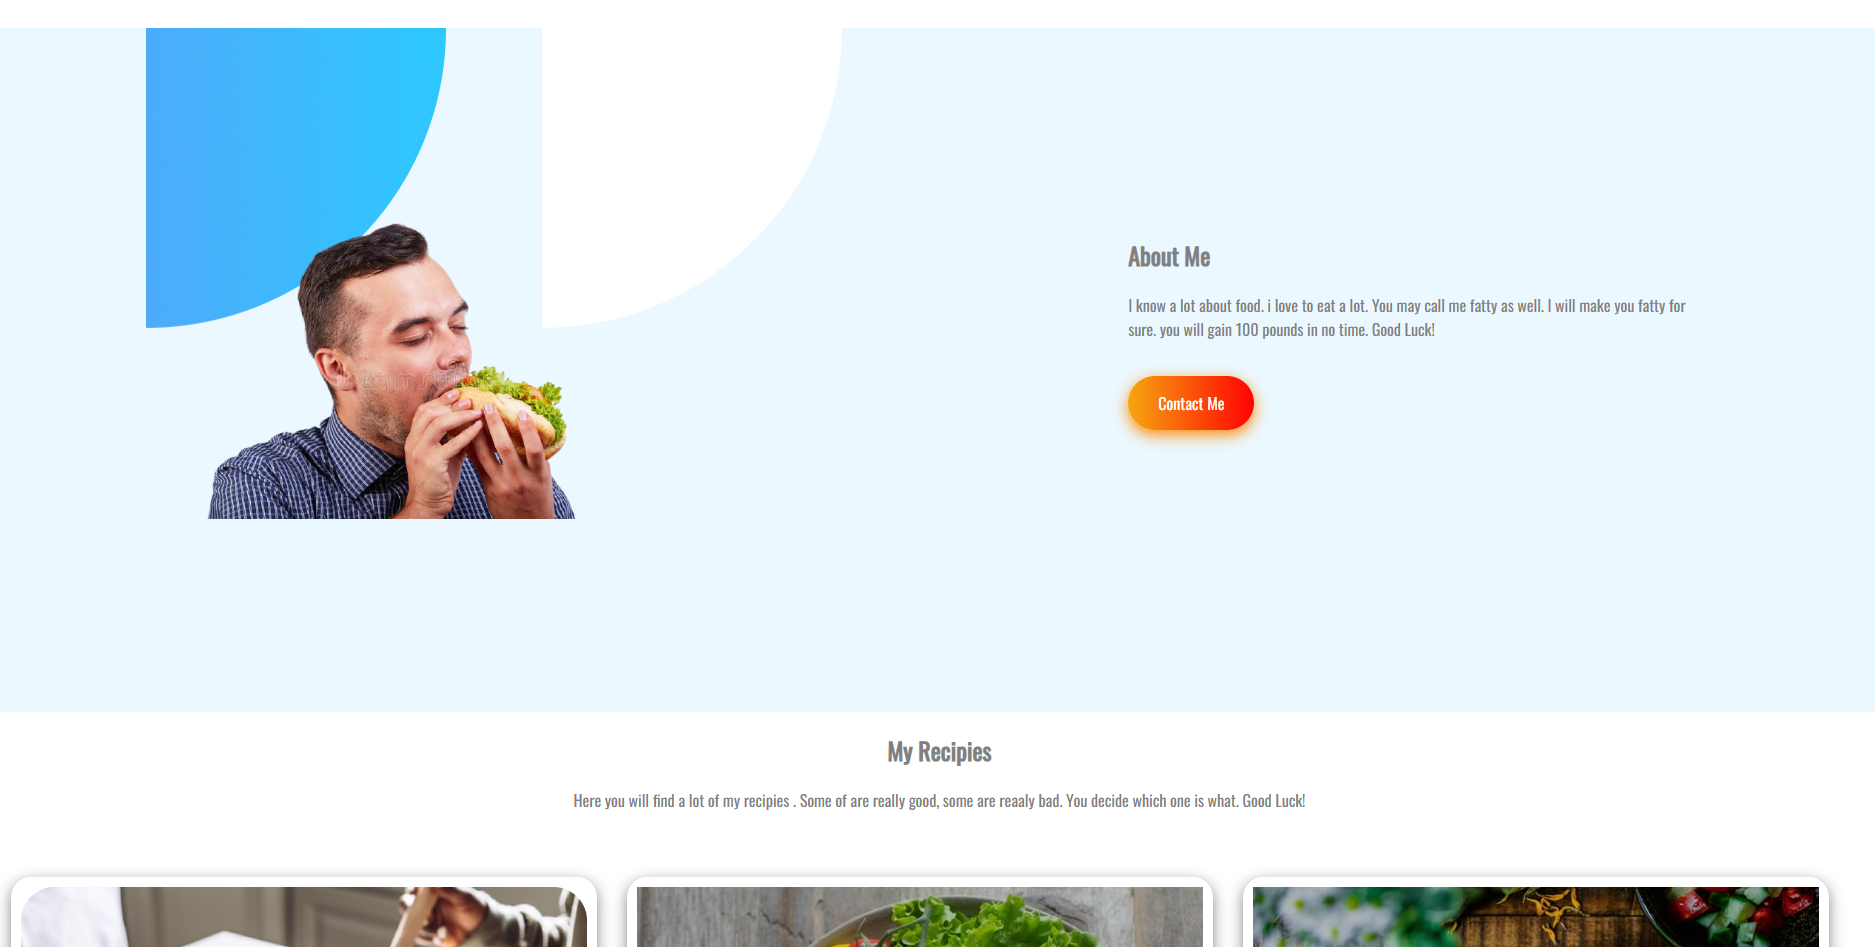 About Me
I know a lot about food. i love to eat a lot. You may call me fatty as well. I will make you fatty for
sure. you will gain 100 pounds in no time. Good Luck!
Contact Me
My Recipies
Here you will find a lot of my recipies . Some of are really good, some are reaaly bad. You decide which one is what. Good Luck!